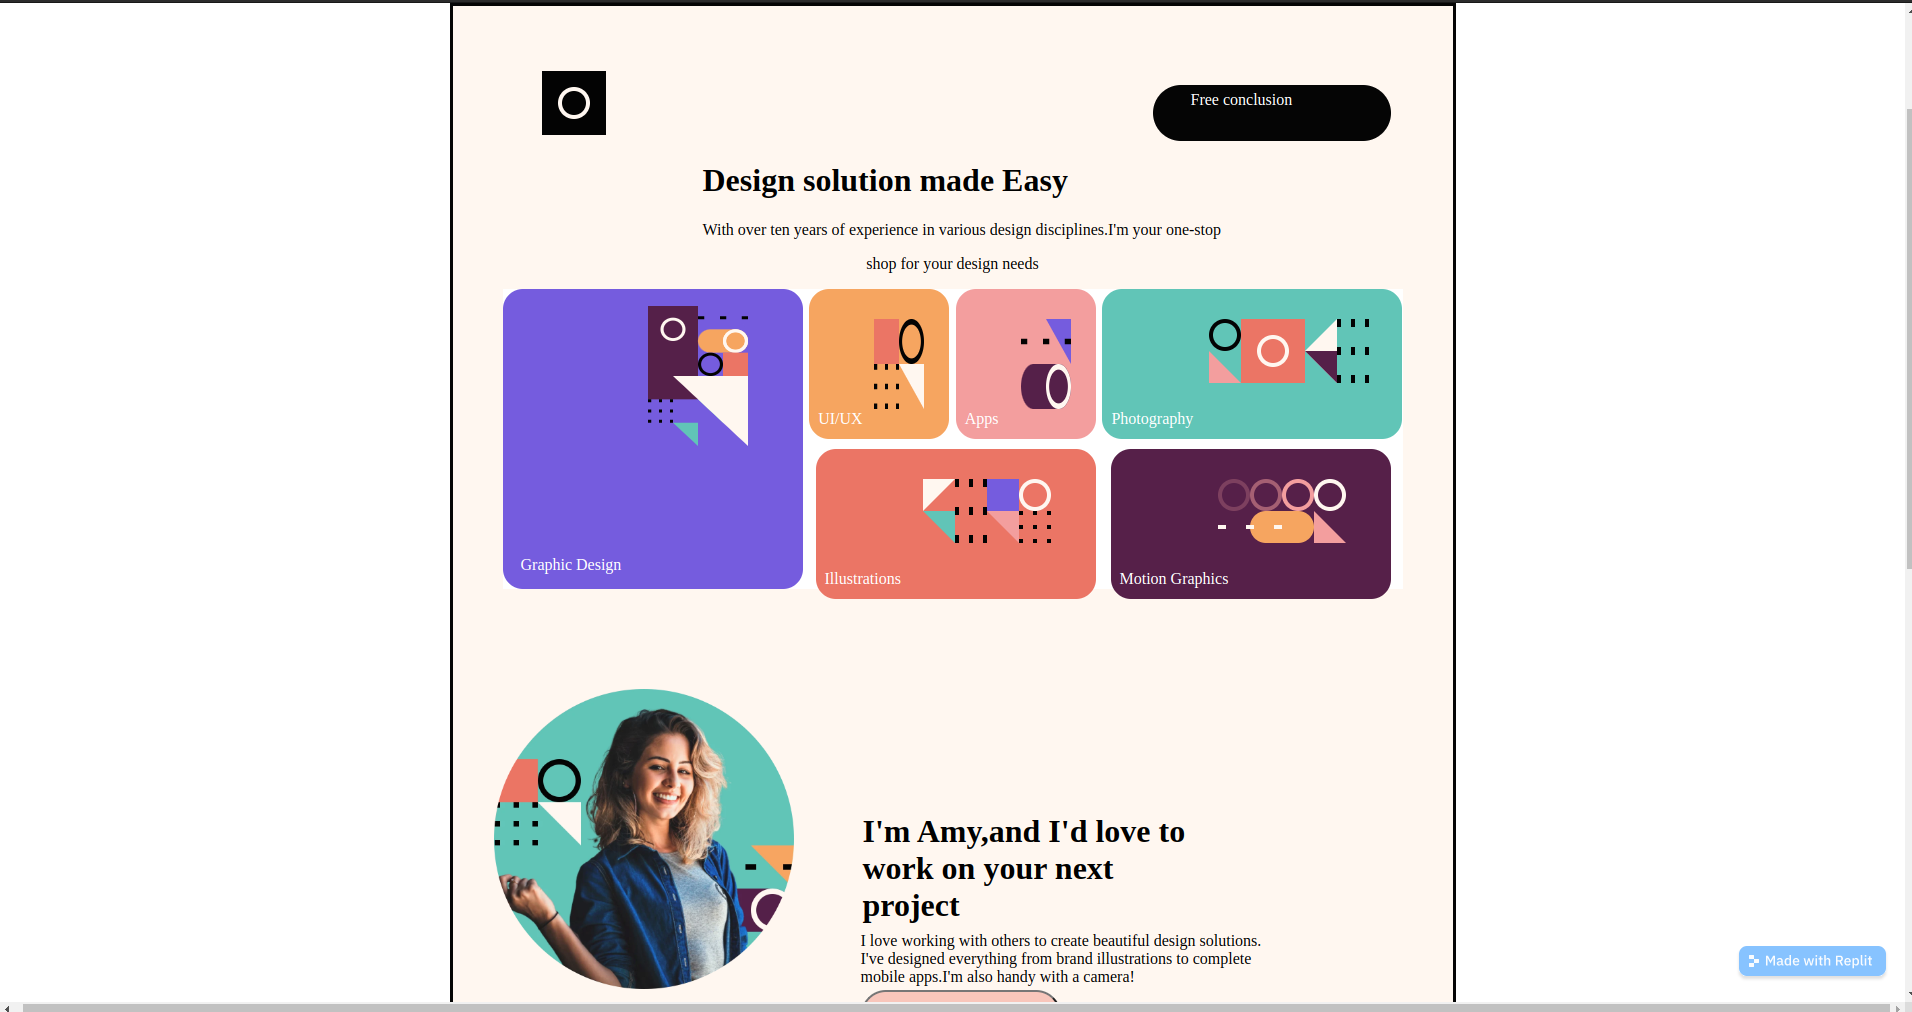 Free conclusion
Design solution made Easy
With over ten years of experience in various design disciplines.I'm your one-stop
shop for your design needs
UI/UX
Apps
Photography
Graphic Design
Illustrations
Motion Graphics
I'm Amy,and I'd love to
work on your next
project
I love working with others to create beautiful design solutions.
I've designed everything from brand illustrations to complete
mobile apps.I'm also handy with a camera!
Made with Replit